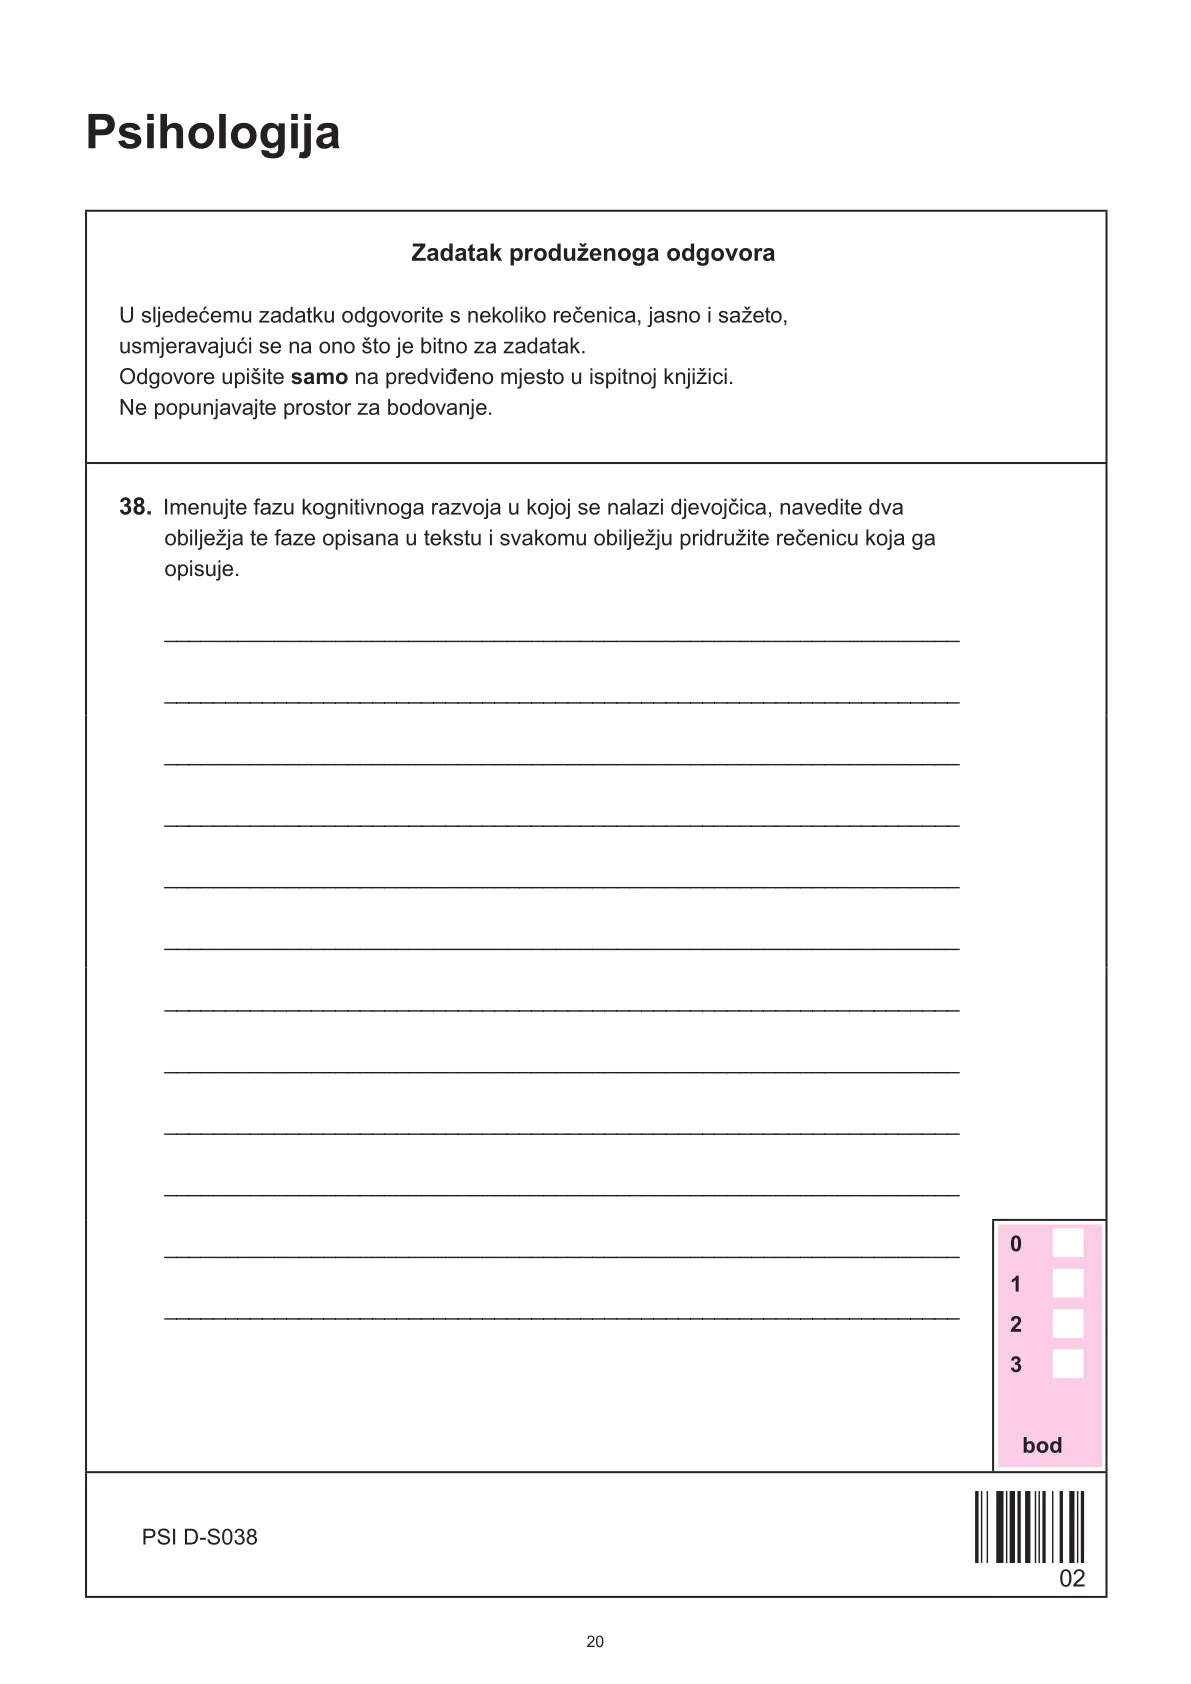 Psihologija
Zadatak produženoga odgovora
U sljedećemu zadatku odgovorite s nekoliko rečenica, jasno i sažeto,
usmjeravajući se na ono što je bitno za zadatak.
Odgovore upišite samo na predviđeno mjesto u ispitnoj knjižici.
Ne popunjavajte prostor za bodovanje.
38. Imenujte fazu kognitivnoga razvoja u kojoj se nalazi djevojčica, navedite dva
obilježja te faze opisana u tekstu i svakomu obilježju pridružite rečenicu koja ga
opisuje.
0
1
2
3
bod
PSI D-S038
02
20